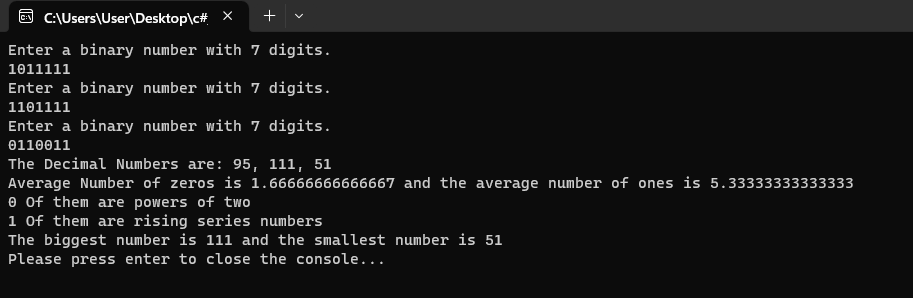 C:\Users\User\Desktop\c#
Enter a binary number with 7 digits.
1011111
Enter a binary number with 7 digits.
1101111
Enter a binary number with 7 digits.
0110011
The Decimal Numbers are: 95, 111, 51
Average Number of zeros is 1.66666666666667 and the average number of ones is 5.33333333333333
0 Of them are powers of two
1 Of them are rising series numbers
The biggest number is 111 and the smallest number is 51
Please press enter to close the console...